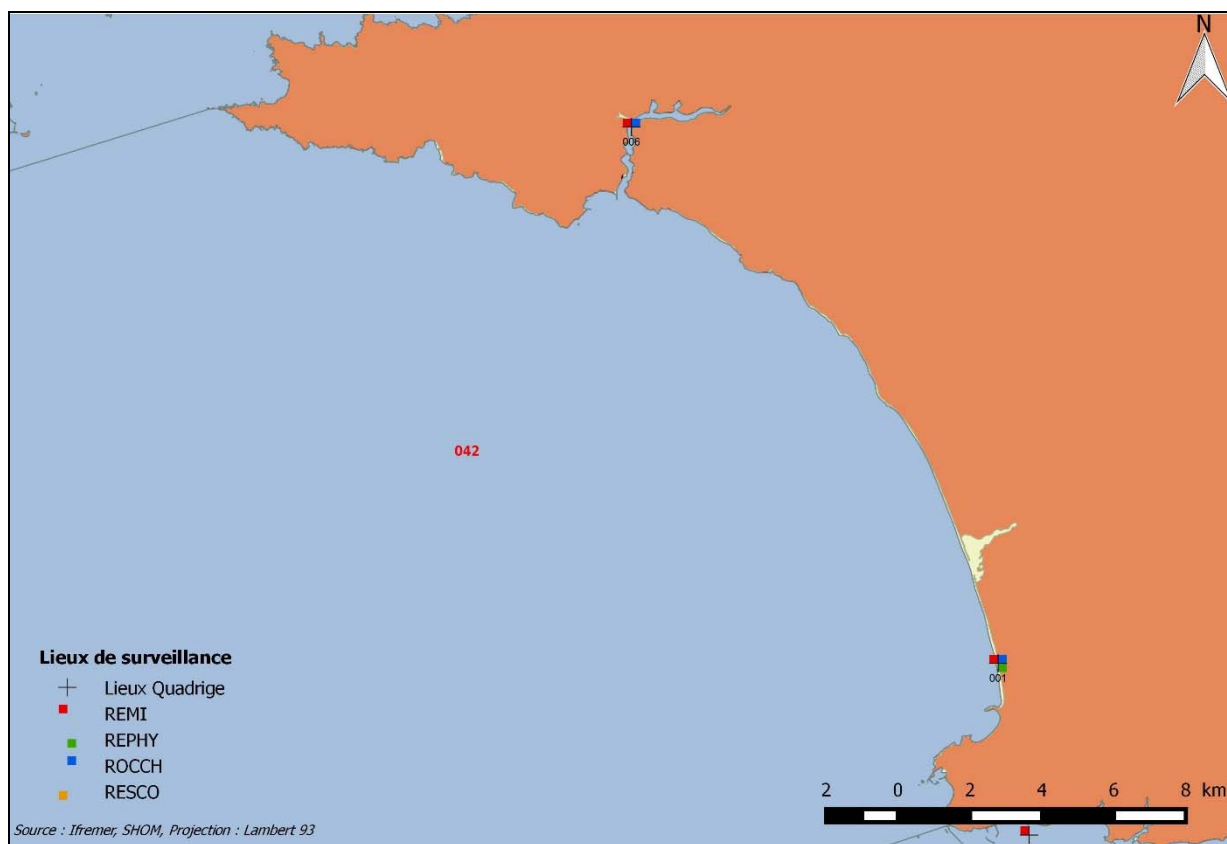 N
006
042
001
Lieux de surveillance
Lieux Quadrige
REMI
REPHY
ROCCH
RESCO
2 0 2 4 6 8 km
Source : Ifremer, SHOM, Projection : Lambert 93